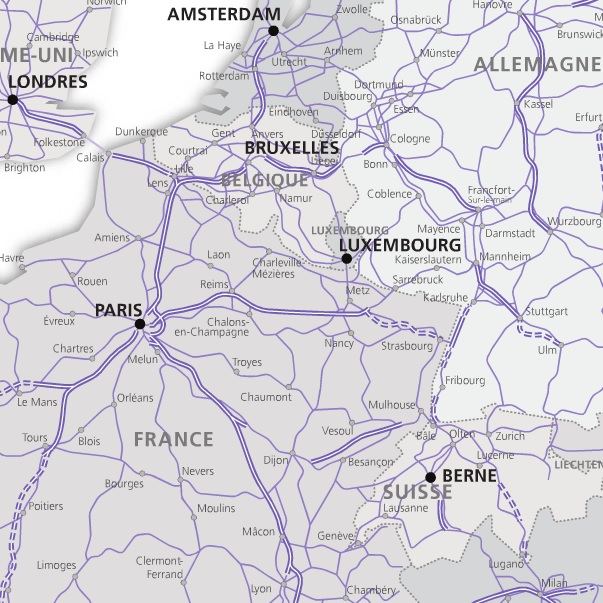 Norwich
AMSTERDAM
Zwolle
Hanovre
Osnabrück
Brunswick
Cambridge
La Haye
Arnhem
ME-UNI
Ipswich
Utrecht
Münster
ALLEMAGNE
Rotterdam
LONDRES
Dortmund
Duisbourg
Kassel
Essen
Eindhoven
Erfurt
Folkestone
Dunkerque
Gent
Anvers
Düsseldorf
Cologne
Calais
Courtrai
BRUXELLES
Brighton
Lille
Liège
Bonn
Lens
BELGIQUE
Charleroi
Namur
Coblence
Francfort-
Sur-le-main
Wurzbourg
Amiens
LUXEMBOURG
Mayence
Darmstadt
LUXEMBOURG
Havre
Laon
Charleville-
Mézières
Kaiserslautern
Mannheim
Rouen
Reims
Sarrebruck
Metz
Karlsruhe
PARIS
Évreux
Chalons-
en-Champagne
Stuttgart
Chartres
Melun
Nancy
Strasbourg
Ulm
Troyes
Fribourg
Le Mans
Orléans
Chaumont
Mulhouse
Tours
Blois
FRANCE
Vesoul
Bâle
Olten
Zurich
Dijon
Besançon
Lucerne
LIECHTEN
Bourges
Nevers
BERNE
SUISSE
Poitiers
Moulins
Lausanne
Mâcon
Genève
Limoges
Clermont-
Ferrand
Lugano
Lyon
Chambéry
Milan